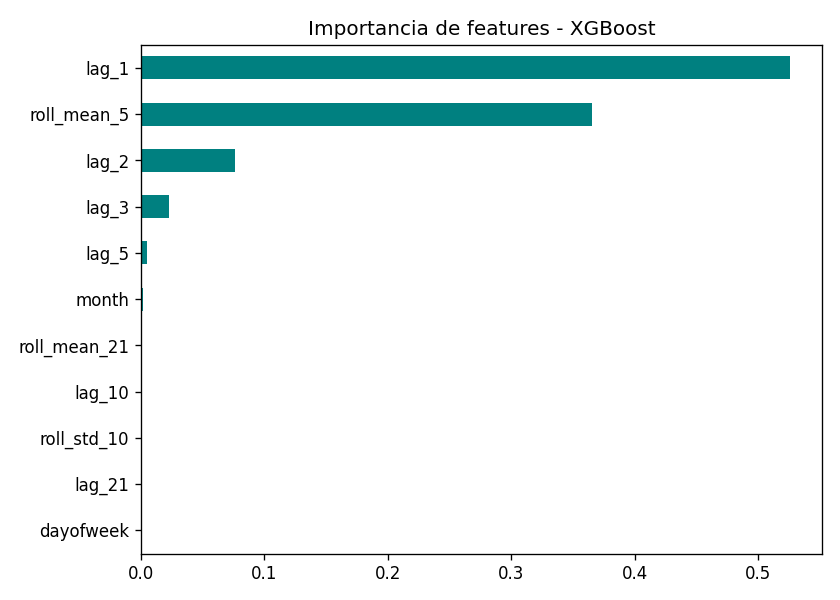 Importancia de features - XGBoost
lag_1
roll_mean_5
lag_2
lag_3
lag_5
month
roll_mean_21
lag_10
roll_std_10
lag_21
dayofweek
0.0 0.1 0.2 0.3 0.4 0.5